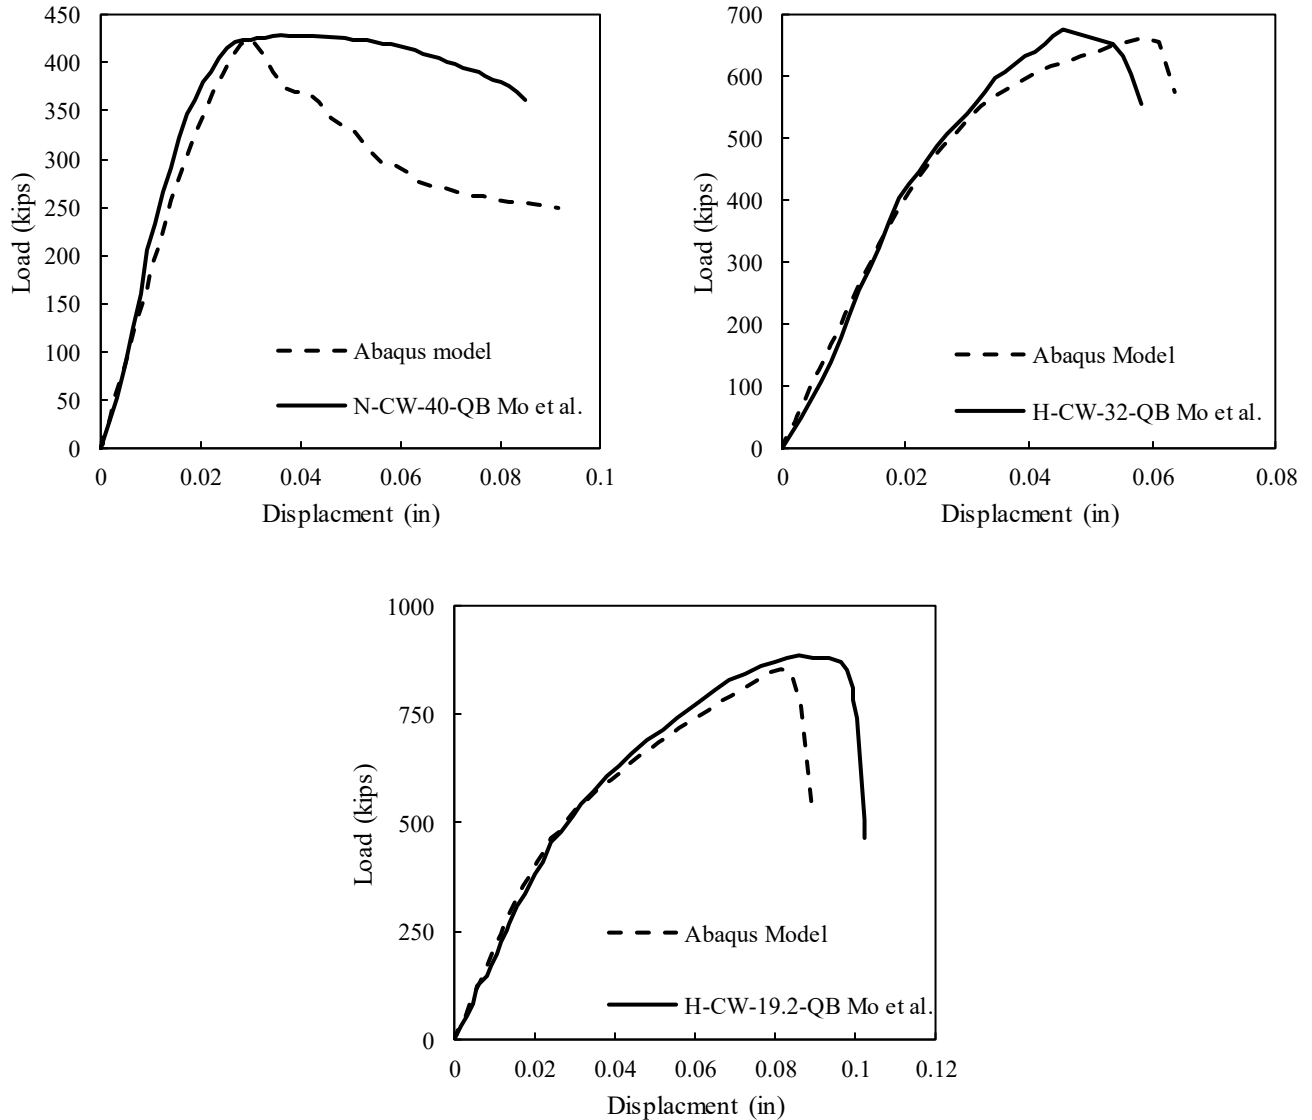 450
400
350
300
250
200
150
100
50
0
Load (kips)
0 0.02 0.04 0.06 0.08 0.1
Displacment (in)
Abaqus model
N-CW-40-QB Mo et al.
700
600
500
400
300
200
100
0
Load (kips)
0 0.02 0.04 0.06 0.08
Displacment (in)
Abaqus Model
H-CW-32-QB Mo et al.
1000
750
500
250
0
Load (kips)
0 0.02 0.04 0.06 0.08 0.1 0.12
Displacment (in)
Abaqus Model
H-CW-19.2-QB Mo et al.